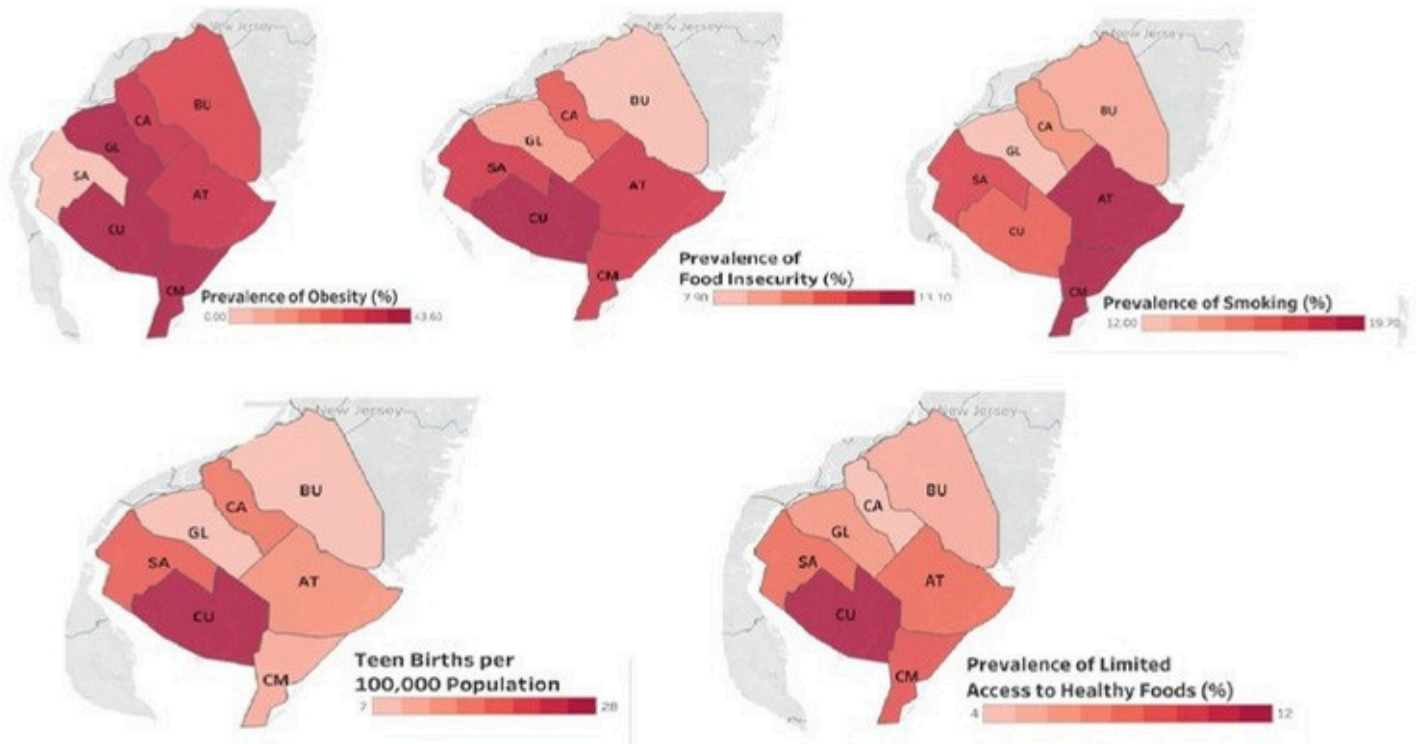 New Jersey
BU
CA
GL
SA
AT
CU
CM
Prevalence of Obesity (%)
0.00 43.60
New Jersey
BU
CA
GL
SA
AT
CU
CM
Prevalence of
Food Insecurity (%)
7.90 13.10
New Jersey
BU
CA
GL
SA
AT
CU
CM
Prevalence of Smoking (%)
12.00 19.70
New Jersey
BU
CA
GL
SA
AT
CU
CM
Teen Births per
100,000 Population
7 28
New Jersey
BU
CA
GL
SA
AT
CU
CM
Prevalence of Limited
Access to Healthy Foods (%)
4 12